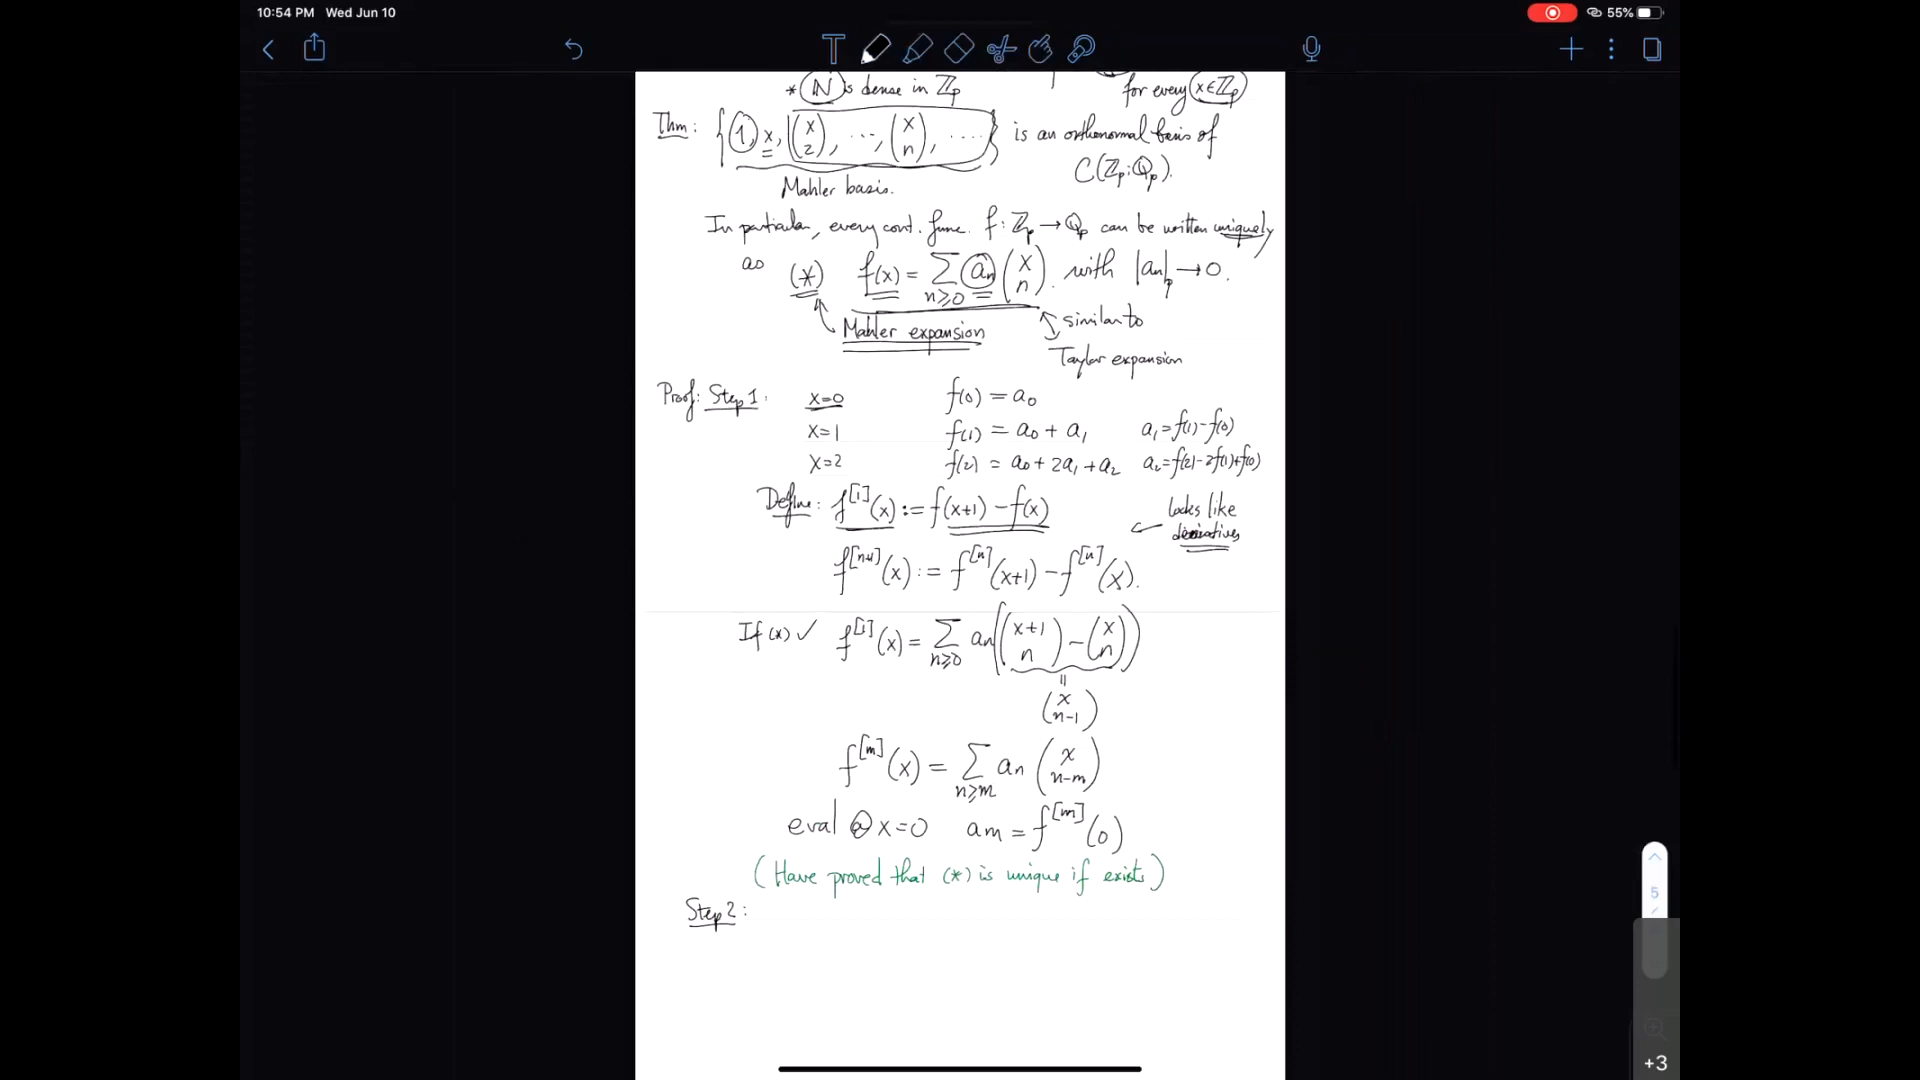 10:54 PM Wed Jun 10
55%
* ℕ is dense in ℤp
for every x∈ℤp
Thm: {1, x, (x 2), ..., (x n), ....} is an orthonormal basis of
C(ℤp;ℚp).
Mahler basis.
In particular, every cont. func. f: ℤp → ℚp can be written uniquely
as (*) f(x) = ∑_{n≥0} an (x n). with |an|p → 0.
Mahler expansion
similar to
Taylor expansion
Proof: Step 1: x=0 f(0) = a0
x=1 f(1) = a0 + a1 a1=f(1)-f(0)
x=2 f(2) = a0 + 2a1 + a2 a2=f(2)-2f(1)+f(0)
Define: f^[1](x) := f(x+1) - f(x)
looks like
derivatives
f^[n+1](x) := f^[n](x+1) - f^[n](x).
If (*) ✓ f^[1](x) = ∑_{n≥0} an((x+1 n) - (x n))
=
(x n-1)
f^[m](x) = ∑_{n≥m} an (x n-m)
eval @ x=0 am = f^[m](0)
(Have proved that (*) is unique if exists)
Step 2:
5
+3